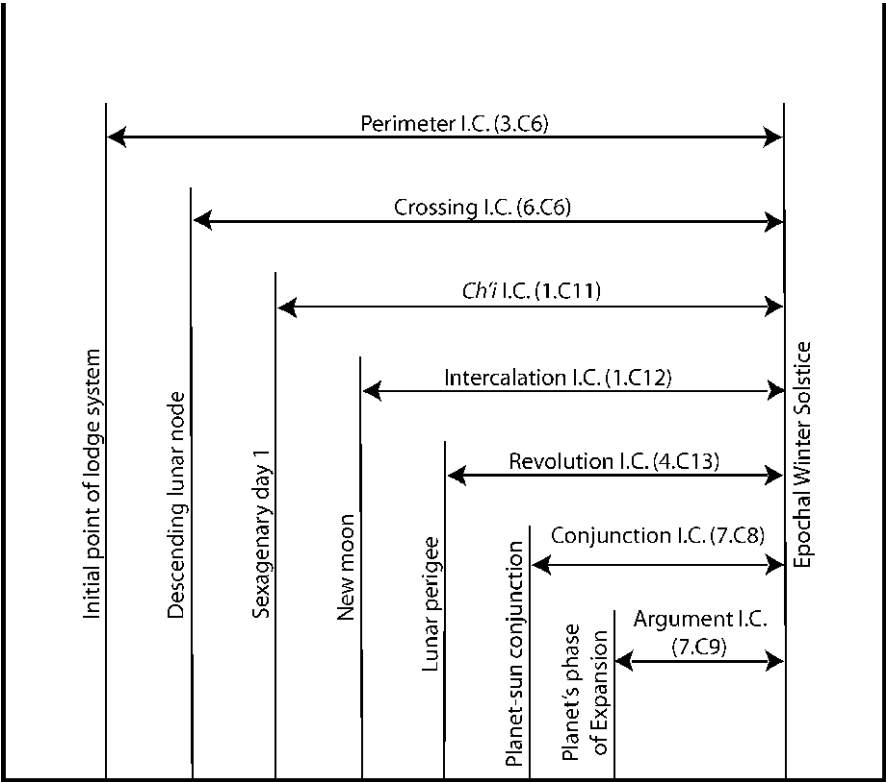 Perimeter I.C. (3.C6)
Crossing I.C. (6.C6)
Ch'i I.C. (1.C11)
Intercalation I.C. (1.C12)
Revolution I.C. (4.C13)
Conjunction I.C. (7.C8)
Argument I.C.
(7.C9)
Initial point of lodge system
Descending lunar node
Sexagenary day 1
New moon
Lunar perigee
Planet-sun conjunction
Planet's phase
of Expansion
Epochal Winter Solstice